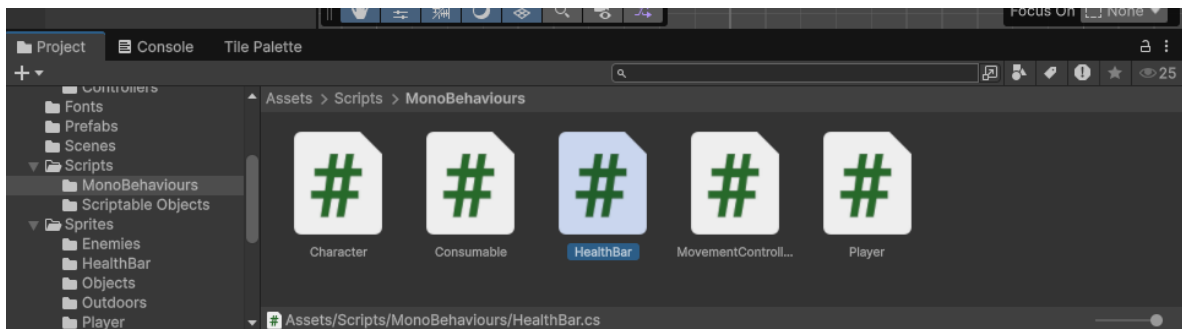 Focus On None
Project Console Tile Palette
25
Controllers
Fonts
Prefabs
Scenes
Scripts
MonoBehaviours
Scriptable Objects
Sprites
Enemies
HealthBar
Objects
Outdoors
Player
Assets > Scripts > MonoBehaviours
# # # # #
Character Consumable HealthBar MovementControll... Player
# Assets/Scripts/MonoBehaviours/HealthBar.cs